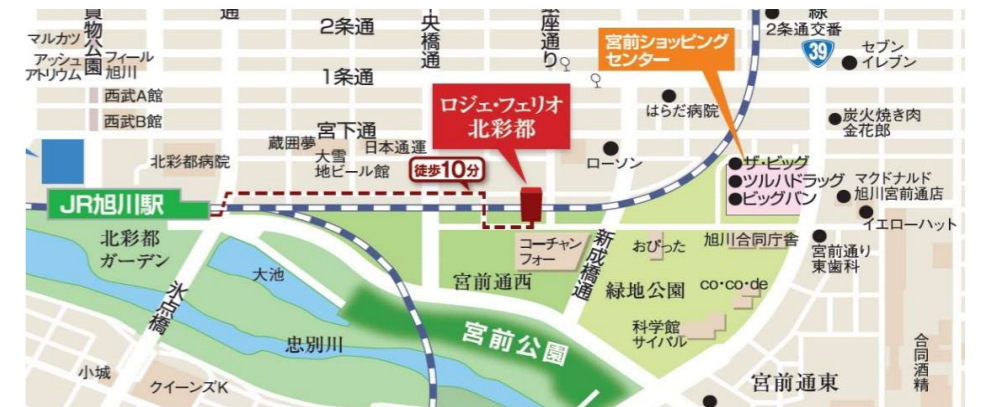 買物公園
通
2条通
中央橋通
銀座通り
宮前ショッピング
センター
線
2条通交番
39
セブン
イレブン
マルカツ
アッシュ
アトリウム
フィール
旭川
1条通
西武A館
西武B館
宮下通
ロジェ・フェリオ
北彩都
はらだ病院
炭火焼き肉
金花郎
北彩都病院
蔵囲夢
大雪
地ビール館
日本通運
徒歩10分
ローソン
ザ・ビッグ
ツルハドラッグ
ビッグバン
マクドナルド
旭川宮前通店
イエローハット
JR旭川駅
北彩都
ガーデン
大池
コーチャン
フォー
新成橋通
おぴった
旭川合同庁舎
宮前通り
東歯科
宮前通西
緑地公園
co・co・de
氷点橋
忠別川
宮前公園
科学館
サイパル
合同酒精
小城
クイーンズK
宮前通東